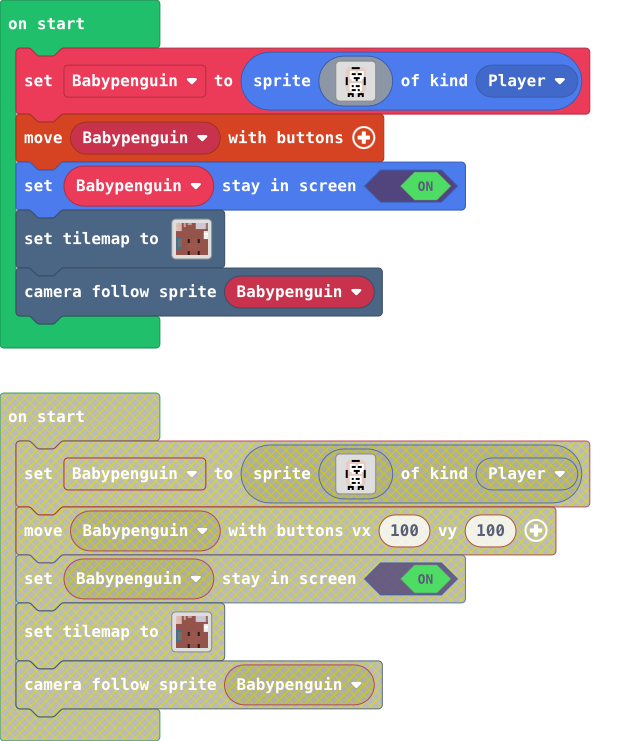 on start
set Babypenguin to sprite of kind Player
move Babypenguin with buttons
set Babypenguin stay in screen ON
set tilemap to
camera follow sprite Babypenguin
on start
set Babypenguin to sprite of kind Player
move Babypenguin with buttons vx 100 vy 100
set Babypenguin stay in screen ON
set tilemap to
camera follow sprite Babypenguin